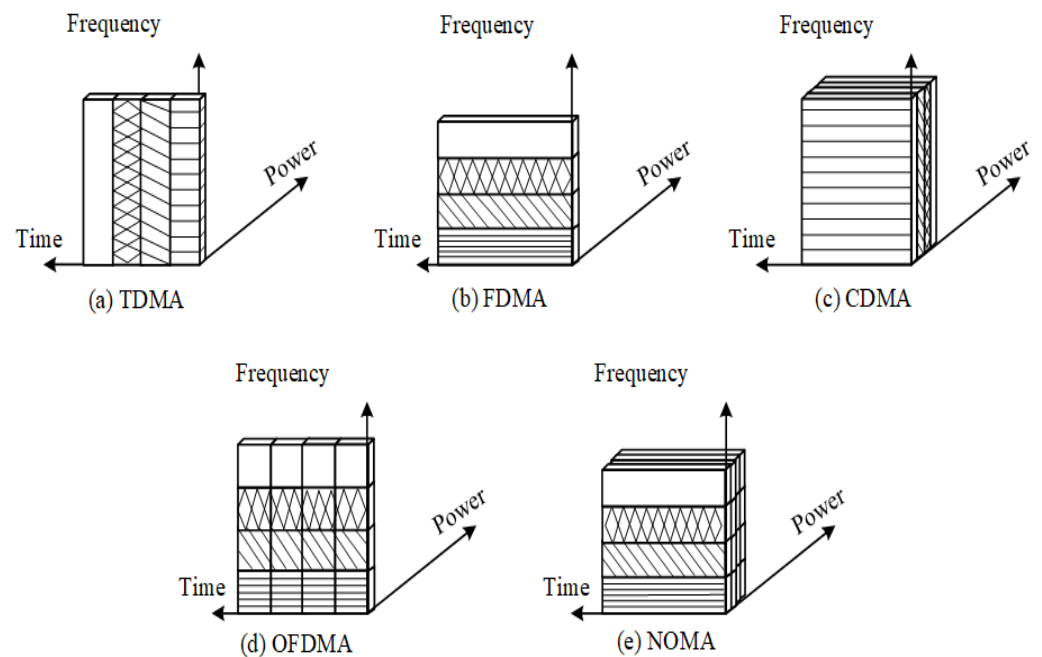 Frequency
Power
Time
(a) TDMA
Frequency
Power
Time
(b) FDMA
Frequency
Power
Time
(c) CDMA
Frequency
Power
Time
(d) OFDMA
Frequency
Power
Time
(e) NOMA